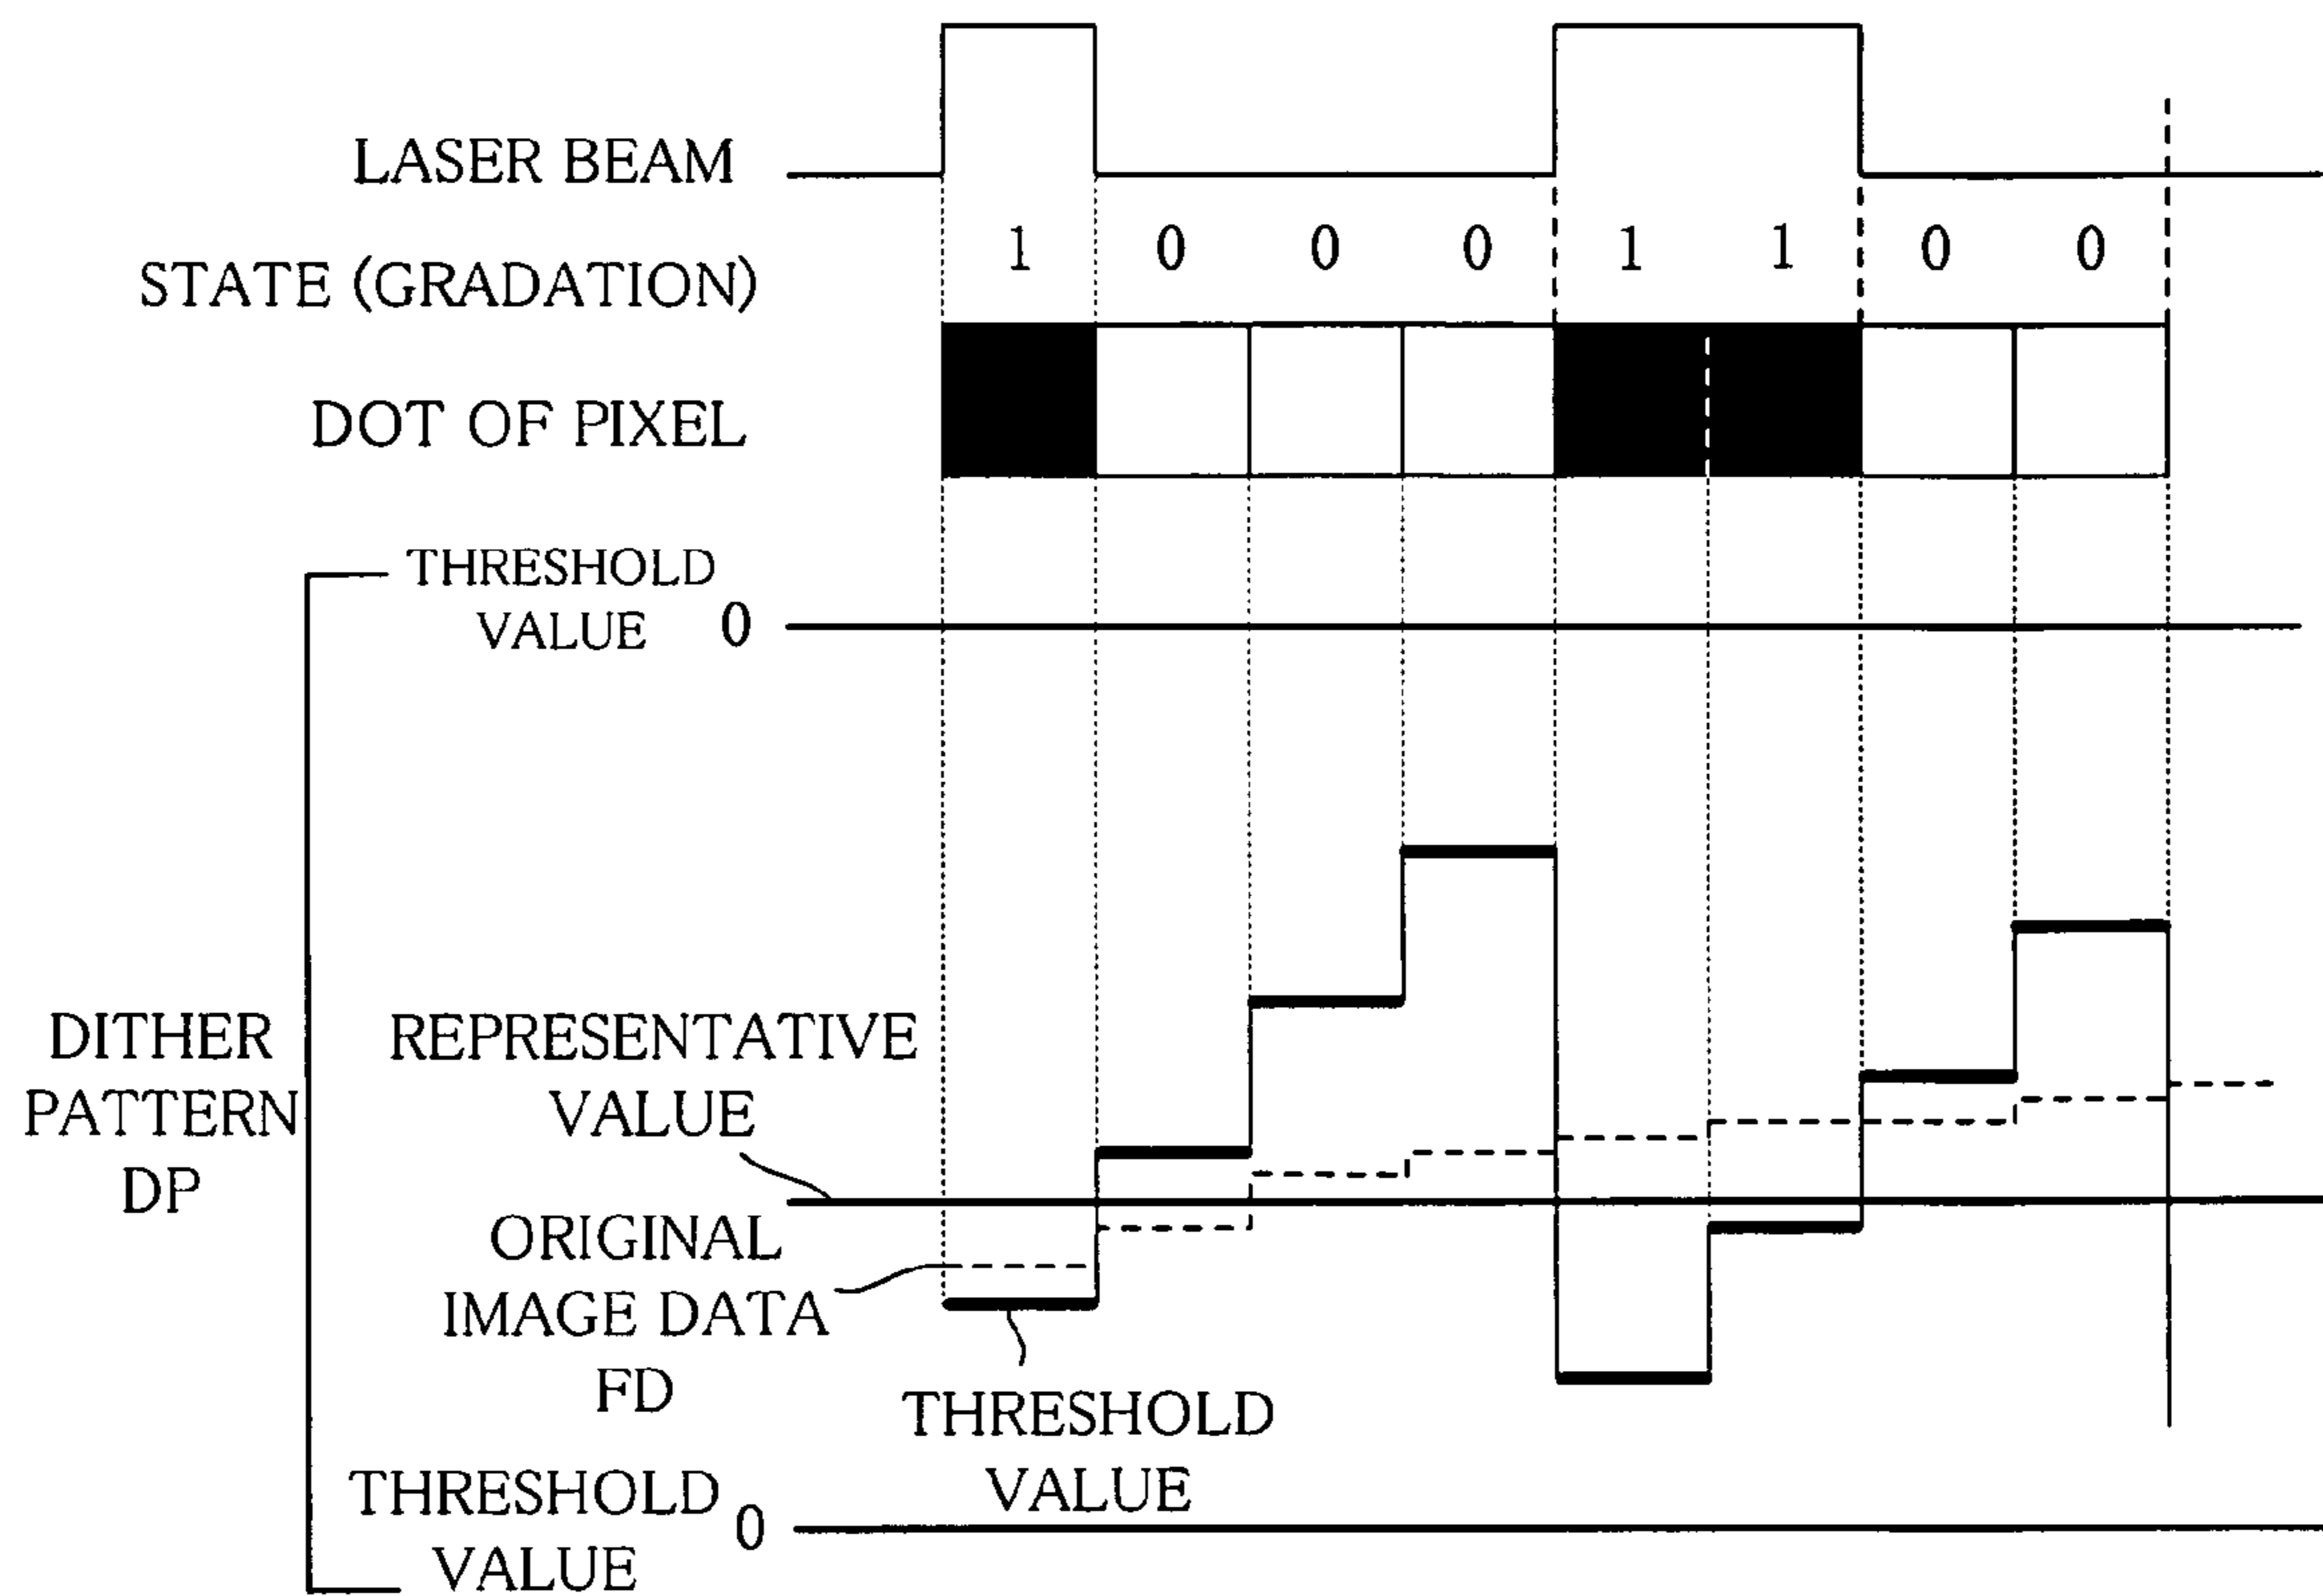 LASER BEAM
1 0 0 0 1 1 0 0
STATE (GRADATION)
DOT OF PIXEL
THRESHOLD
VALUE 0
DITHER
PATTERN
DP
REPRESENTATIVE
VALUE
ORIGINAL
IMAGE DATA
FD
THRESHOLD
VALUE
THRESHOLD
VALUE 0